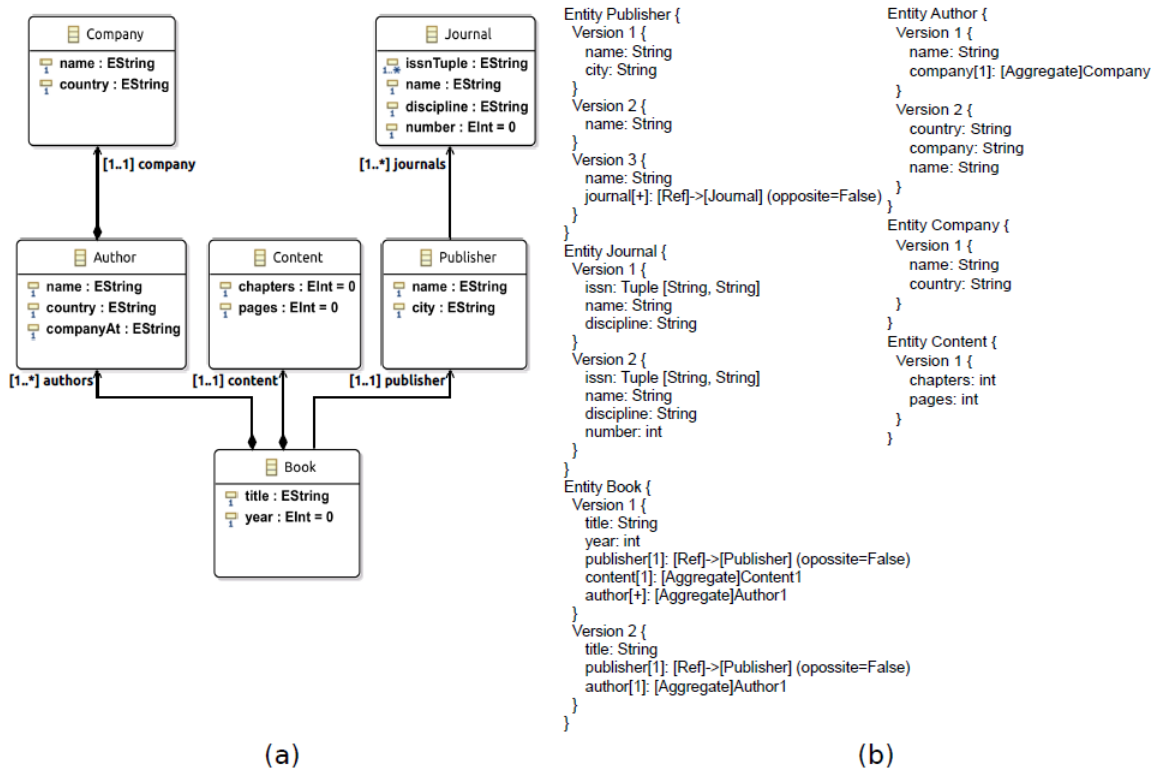 Company
name : EString
country : EString
Journal
issnTuple : EString
name : EString
discipline : EString
number : EInt = 0
[1..1] company
[1..*] journals
Author
name : EString
country : EString
companyAt : EString
Content
chapters : EInt = 0
pages : EInt = 0
Publisher
name : EString
city : EString
[1..*] authors
[1..1] content
[1..1] publisher
Book
title : EString
year : EInt = 0
(a)
Entity Publisher {
Version 1 {
name: String
city: String
}
Version 2 {
name: String
}
Version 3 {
name: String
journal[+]: [Ref]->[Journal] (opposite=False)
}
}
Entity Journal {
Version 1 {
issn: Tuple [String, String]
name: String
discipline: String
}
Version 2 {
issn: Tuple [String, String]
name: String
discipline: String
number: int
}
}
Entity Book {
Version 1 {
title: String
year: int
publisher[1]: [Ref]->[Publisher] (opossite=False)
content[1]: [Aggregate]Content1
author[+]: [Aggregate]Author1
}
Version 2 {
title: String
publisher[1]: [Ref]->[Publisher] (opossite=False)
author[1]: [Aggregate]Author1
}
}
Entity Author {
Version 1 {
name: String
company[1]: [Aggregate]Company
}
Version 2 {
country: String
company: String
name: String
}
}
Entity Company {
Version 1 {
name: String
country: String
}
}
Entity Content {
Version 1 {
chapters: int
pages: int
}
}
(b)